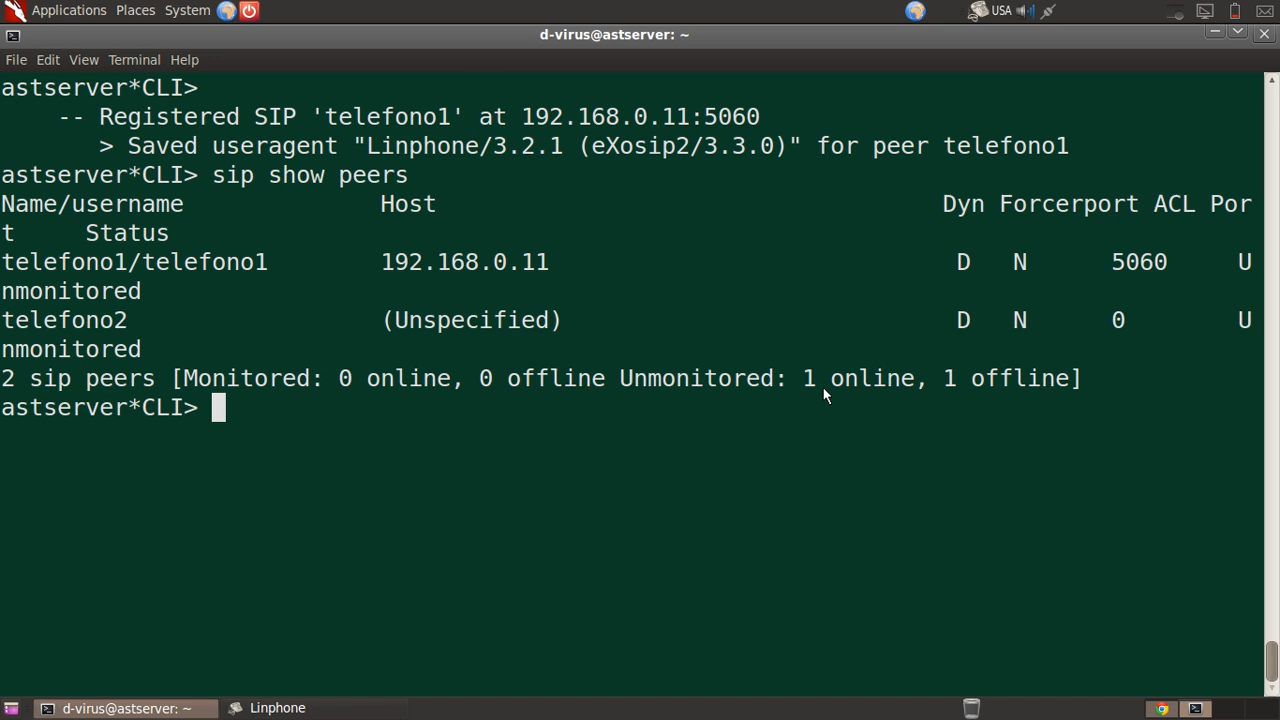 Applications Places System USA
d-virus@astserver: ~
File Edit View Terminal Help
astserver*CLI>
    -- Registered SIP 'telefono1' at 192.168.0.11:5060
       > Saved useragent "Linphone/3.2.1 (eXosip2/3.3.0)" for peer telefono1
astserver*CLI> sip show peers
Name/username              Host                                    Dyn Forcerport ACL Por
t     Status
telefono1/telefono1        192.168.0.11                             D   N      5060     U
nmonitored
telefono2                  (Unspecified)                            D   N      0        U
nmonitored
2 sip peers [Monitored: 0 online, 0 offline Unmonitored: 1 online, 1 offline]
astserver*CLI>
d-virus@astserver: ~ Linphone